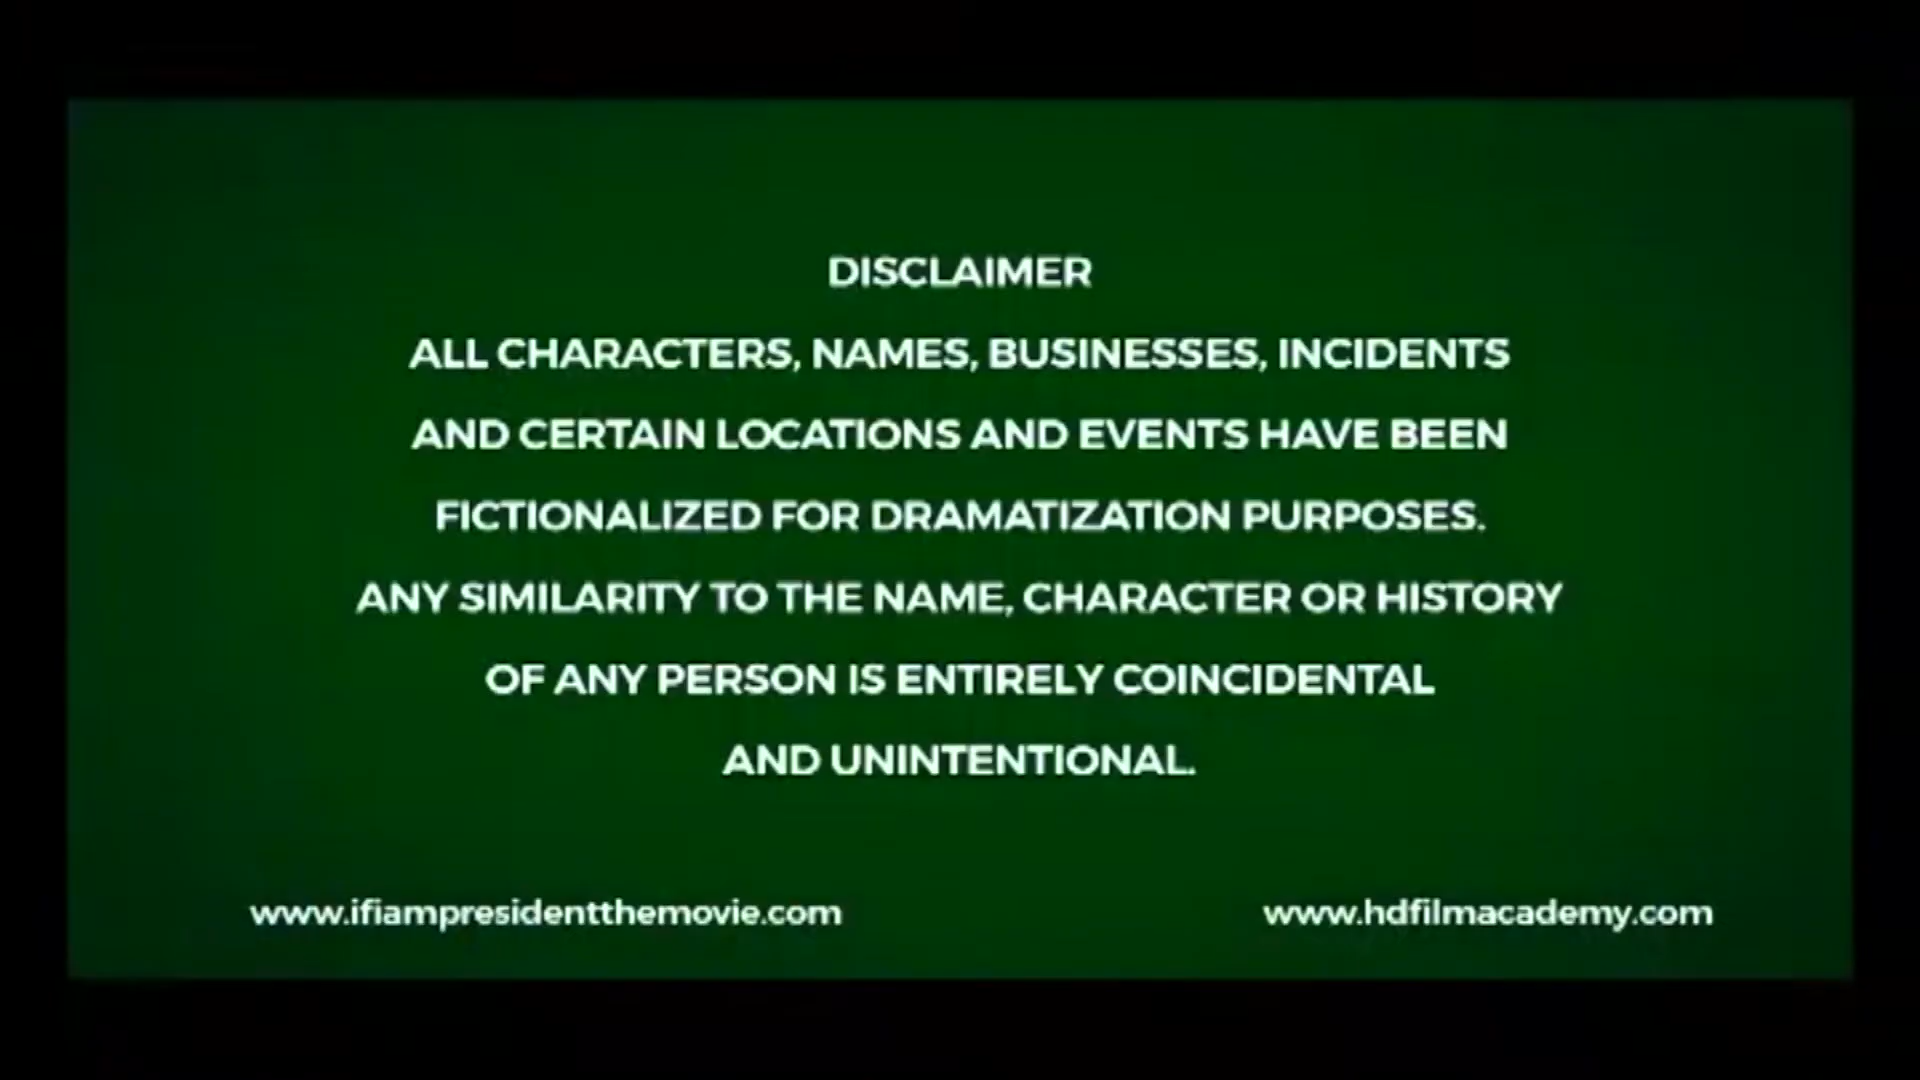 DISCLAIMER
ALL CHARACTERS, NAMES, BUSINESSES, INCIDENTS
AND CERTAIN LOCATIONS AND EVENTS HAVE BEEN
FICTIONALIZED FOR DRAMATIZATION PURPOSES.
ANY SIMILARITY TO THE NAME, CHARACTER OR HISTORY
OF ANY PERSON IS ENTIRELY COINCIDENTAL
AND UNINTENTIONAL.
www.ifiampresidentthemovie.com
www.hdfilmacademy.com